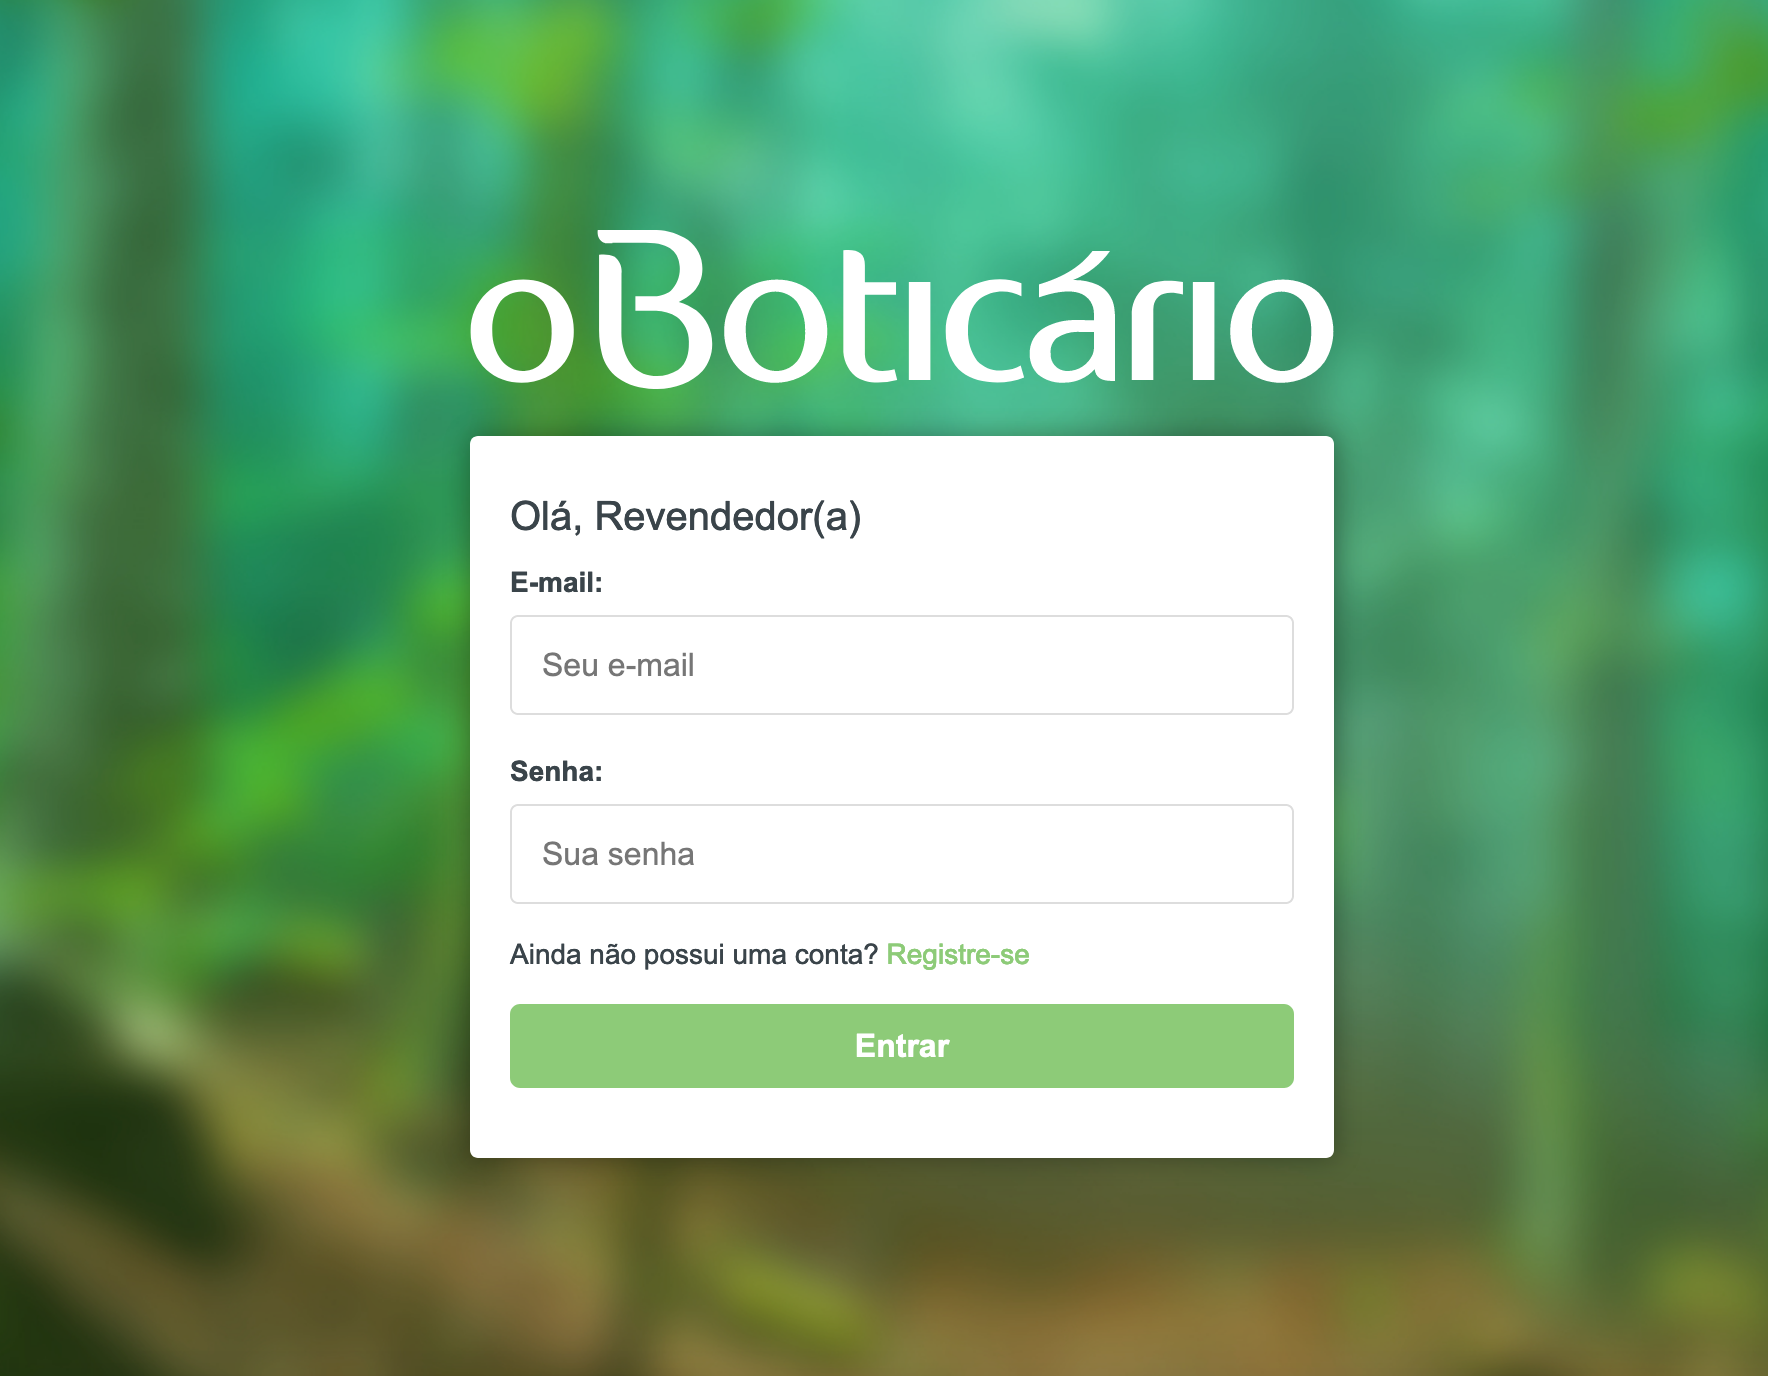 oBoticário
Olá, Revendedor(a)
E-mail:
Seu e-mail
Senha:
Sua senha
Ainda não possui uma conta? Registre-se
Entrar